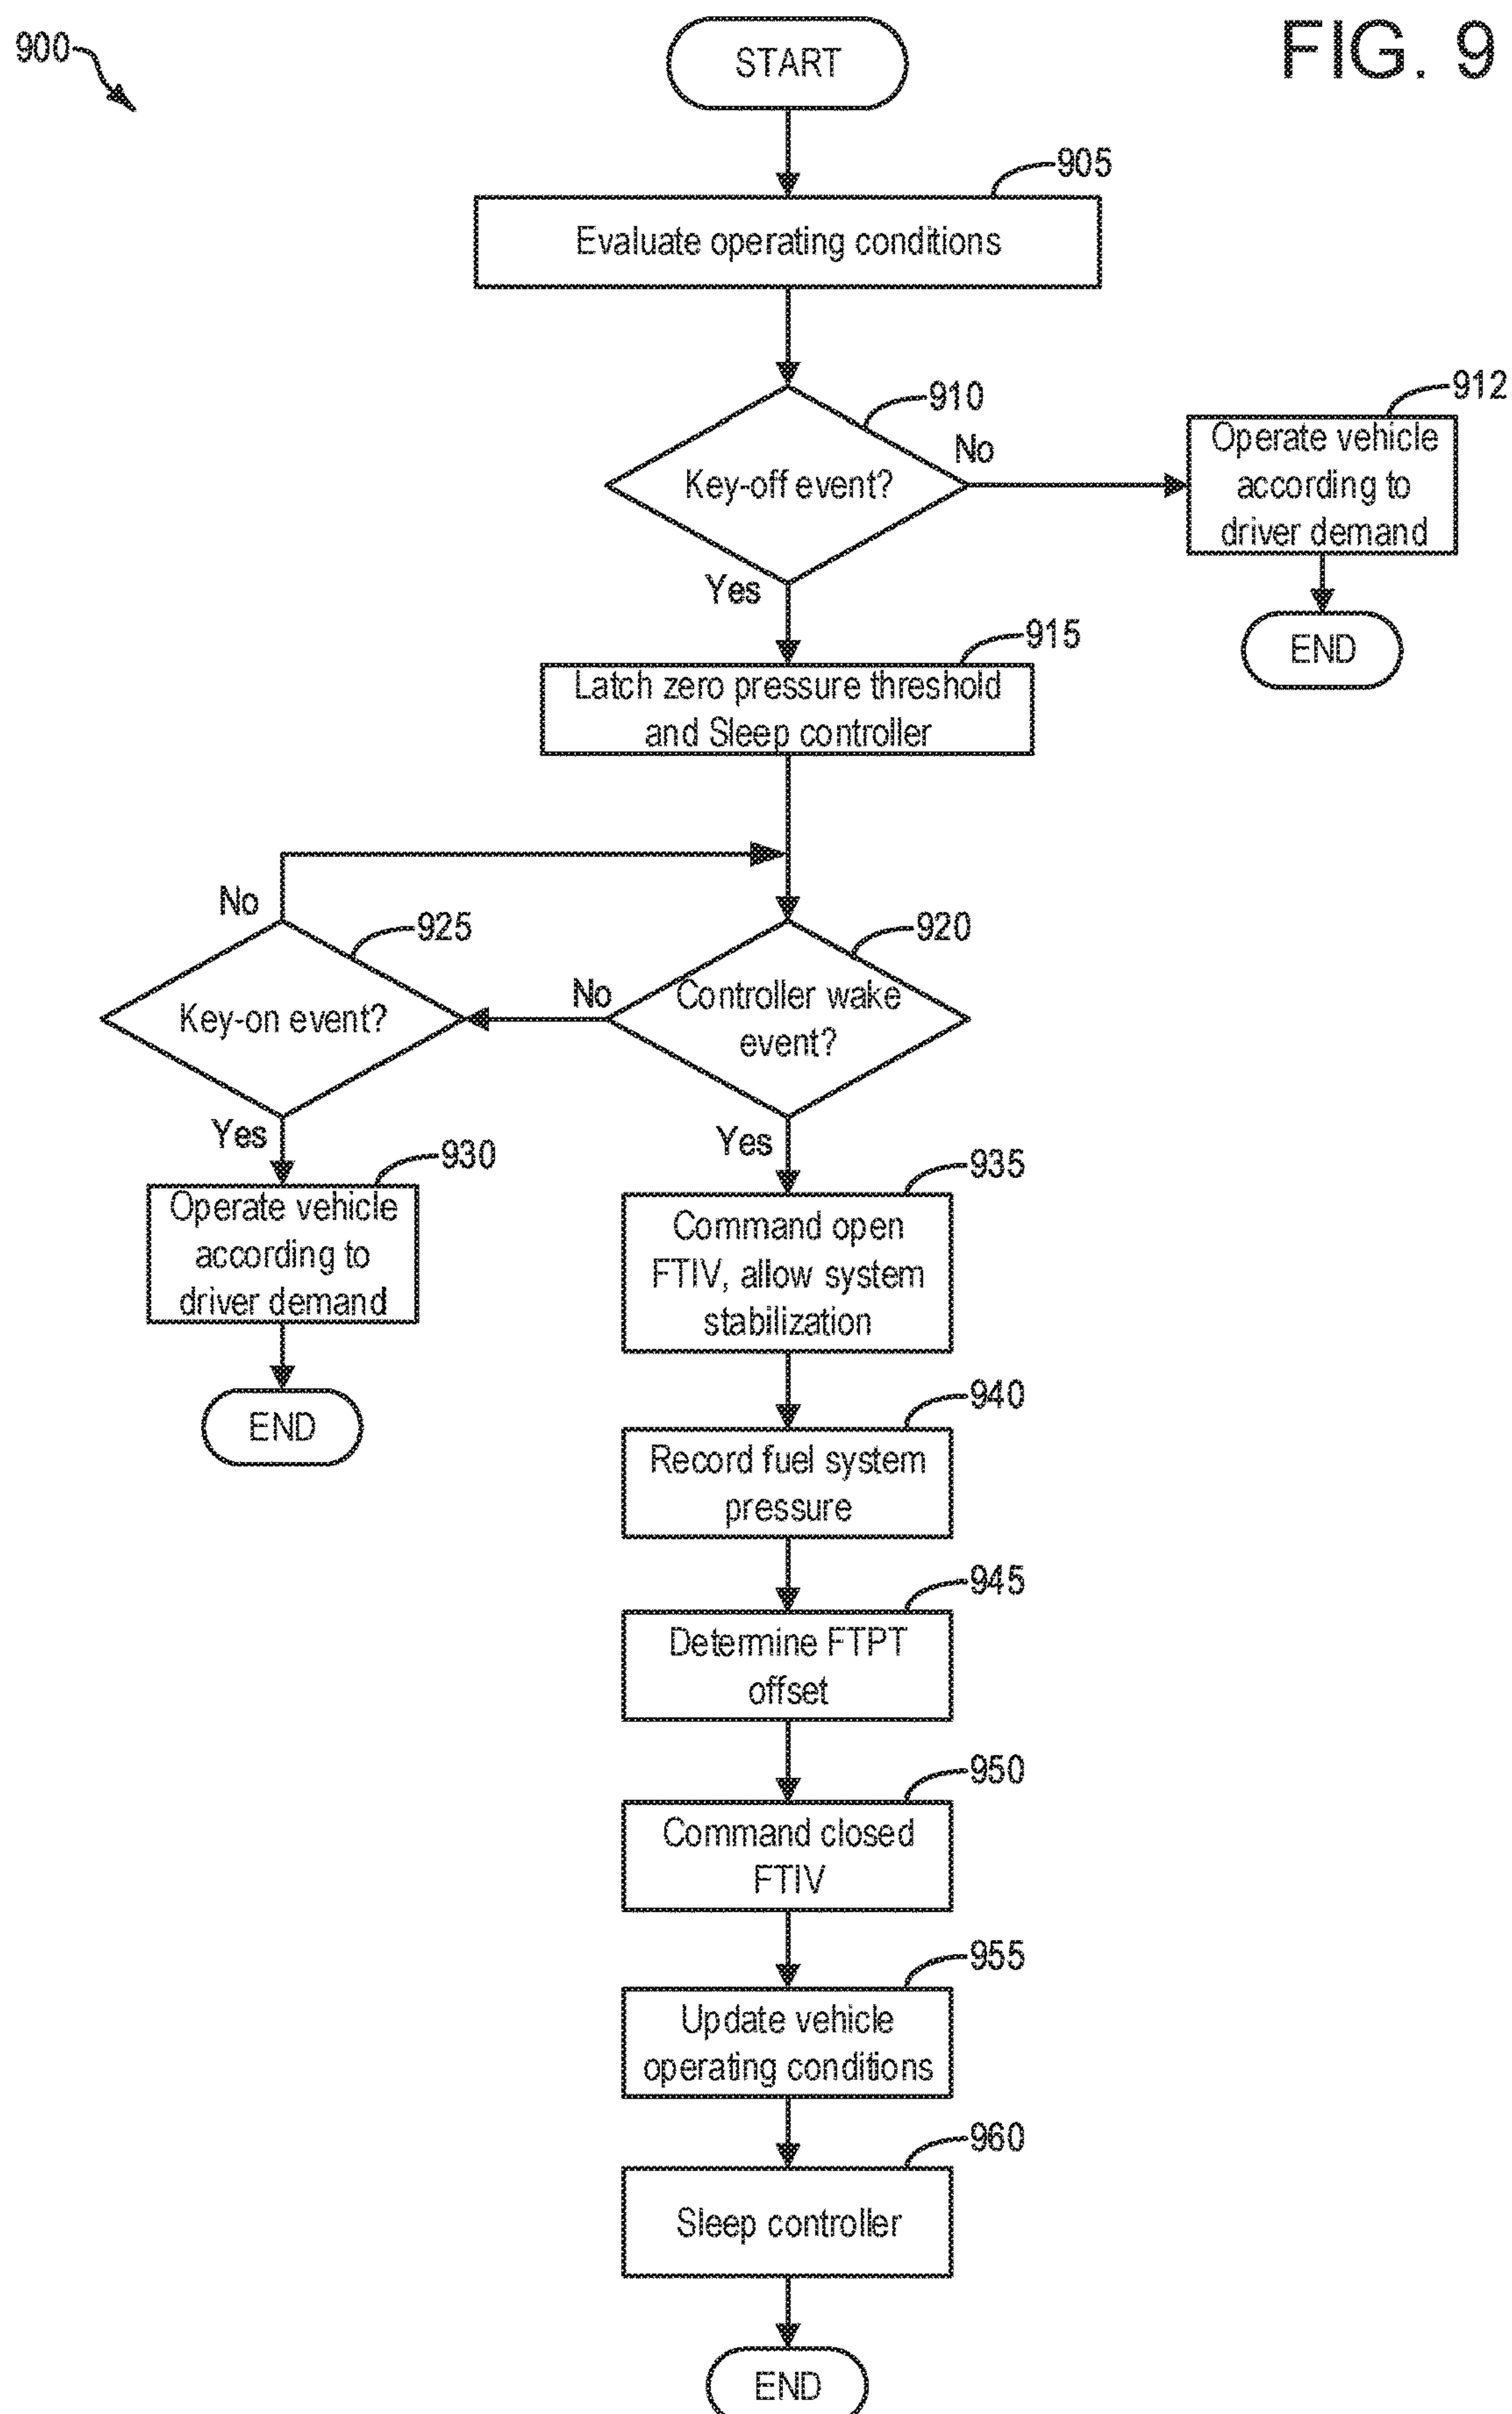 900
START
FIG. 9
905
Evaluate operating conditions
910
Key-off event?
No
912
Operate vehicle
according to
driver demand
END
Yes
915
Latch zero pressure threshold
and Sleep controller
No
925
Key-on event?
No
920
Controller wake
event?
Yes
930
Operate vehicle
according to
driver demand
END
Yes
935
Command open
FTIV, allow system
stabilization
940
Record fuel system
pressure
945
Determine FTPT
offset
950
Command closed
FTIV
955
Update vehicle
operating conditions
960
Sleep controller
END